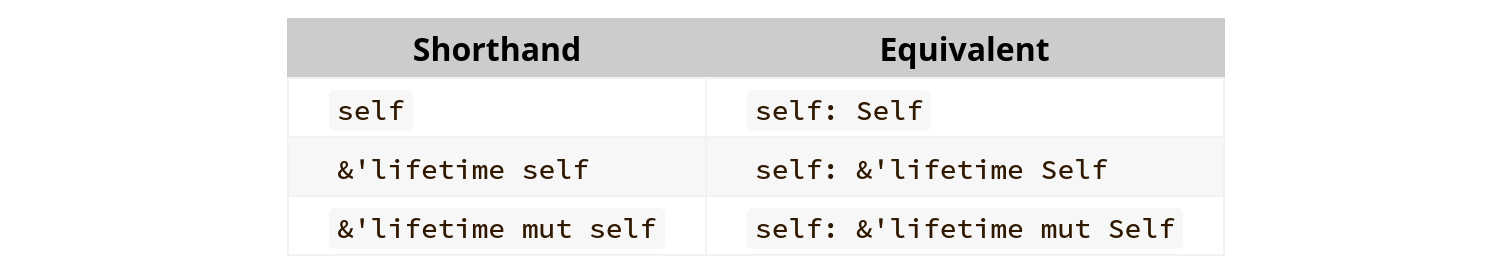 Shorthand Equivalent
self self: Self
&'lifetime self self: &'lifetime Self
&'lifetime mut self self: &'lifetime mut Self